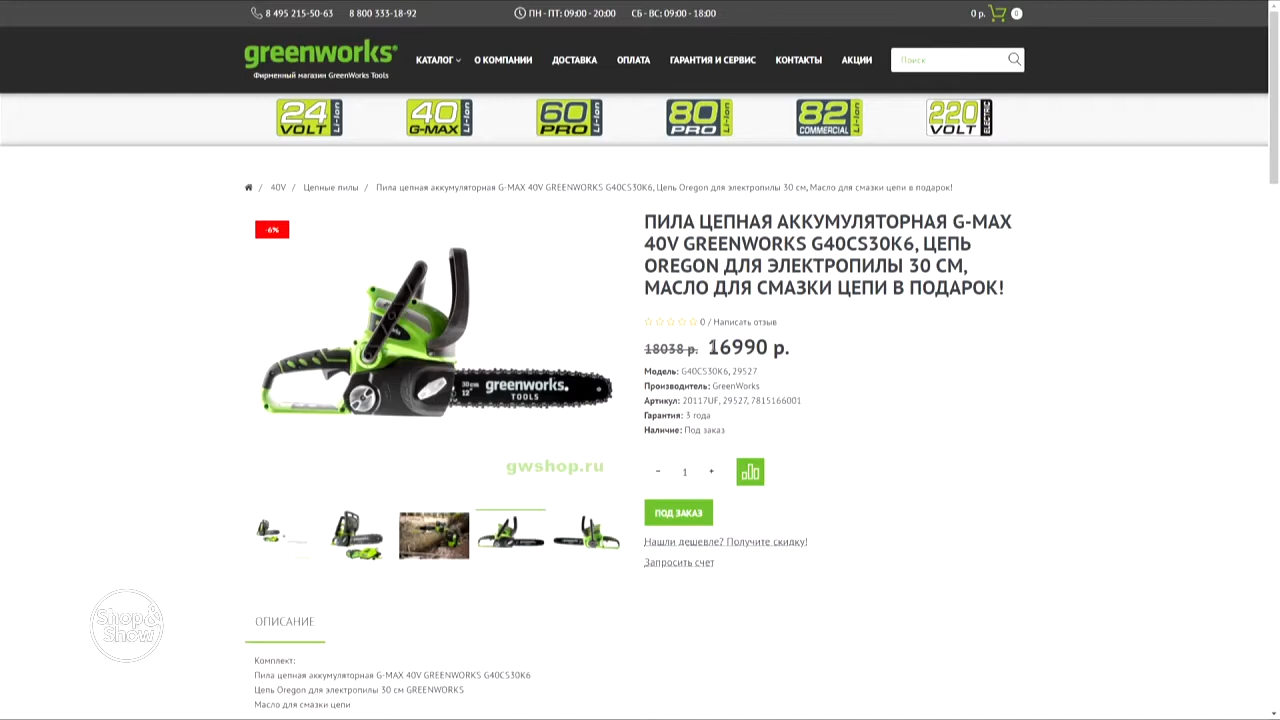 8 495 215-50-63 8 800 333-18-92 ПН - ПТ: 09:00 - 20:00 СБ - ВС: 09:00 - 18:00 0 р. 0
greenworks
Фирменный магазин GreenWorks Tools
КАТАЛОГ О КОМПАНИИ ДОСТАВКА ОПЛАТА ГАРАНТИЯ И СЕРВИС КОНТАКТЫ АКЦИИ Поиск
24 VOLT Li-Ion 40 G-MAX Li-Ion 60 PRO Li-Ion 80 PRO Li-Ion 82 COMMERCIAL Li-Ion 220 VOLT ELECTRIC
/ 40V / Цепные пилы / Пила цепная аккумуляторная G-MAX 40V GREENWORKS G40CS30K6, Цепь Oregon для электропилы 30 см, Масло для смазки цепи в подарок!
-6%
30cm 12" greenworks. TOOLS
gwshop.ru
ПИЛА ЦЕПНАЯ АККУМУЛЯТОРНАЯ G-MAX
40V GREENWORKS G40CS30K6, ЦЕПЬ
OREGON ДЛЯ ЭЛЕКТРОПИЛЫ 30 СМ,
МАСЛО ДЛЯ СМАЗКИ ЦЕПИ В ПОДАРОК!
0 / Написать отзыв
18038 р. 16990 р.
Модель: G40CS30K6, 29527
Производитель: GreenWorks
Артикул: 20117UF, 29527, 7815166001
Гарантия: 3 года
Наличие: Под заказ
- 1 +
ПОД ЗАКАЗ
Нашли дешевле? Получите скидку!
Запросить счет
Shop&
Show
ОПИСАНИЕ
Комплект:
Пила цепная аккумуляторная G-MAX 40V GREENWORKS G40CS30K6
Цепь Oregon для электропилы 30 см GREENWORKS
Масло для смазки цепи